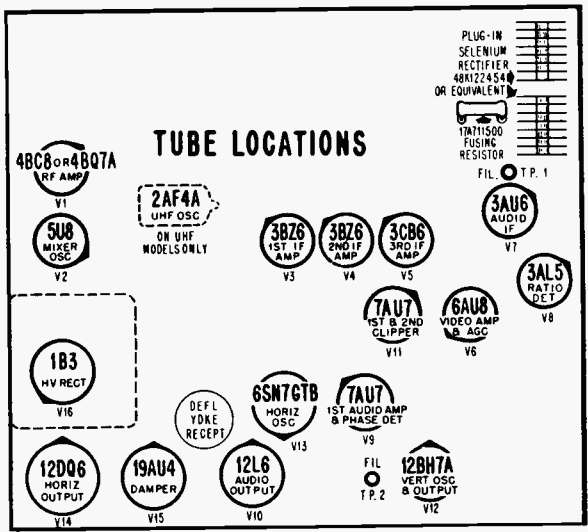 PLUG-IN
SELENIUM
RECTIFIER
48K122454
OR EQUIVALENT
17A711500
FUSING
RESISTOR
TUBE LOCATIONS
FIL. T.P. 1
4BC8 OR 4BQ7A
RF AMP
V1
2AF4A
UHF OSC
ON UHF
MODELS ONLY
3AU6
AUDIO
IF
V7
5U8
MIXER
OSC
V2
3BZ6
1ST IF
AMP
V3
3BZ6
2ND IF
AMP
V4
3CB6
3RD IF
AMP
V5
3AL5
RATIO
DET
V8
7AU7
1ST & 2ND
CLIPPER
V11
6AU8
VIDEO AMP
& AGC
V6
1B3
HV RECT
V16
DEFL
YOKE
RECEPT
6SN7GTB
HORIZ
OSC
V13
7AU7
1ST AUDIO AMP
& PHASE DET
V9
12DQ6
HORIZ
OUTPUT
V14
19AU4
DAMPER
V15
12L6
AUDIO
OUTPUT
V10
FIL
T.P. 2
12BH7A
VERT OSC
& OUTPUT
V12